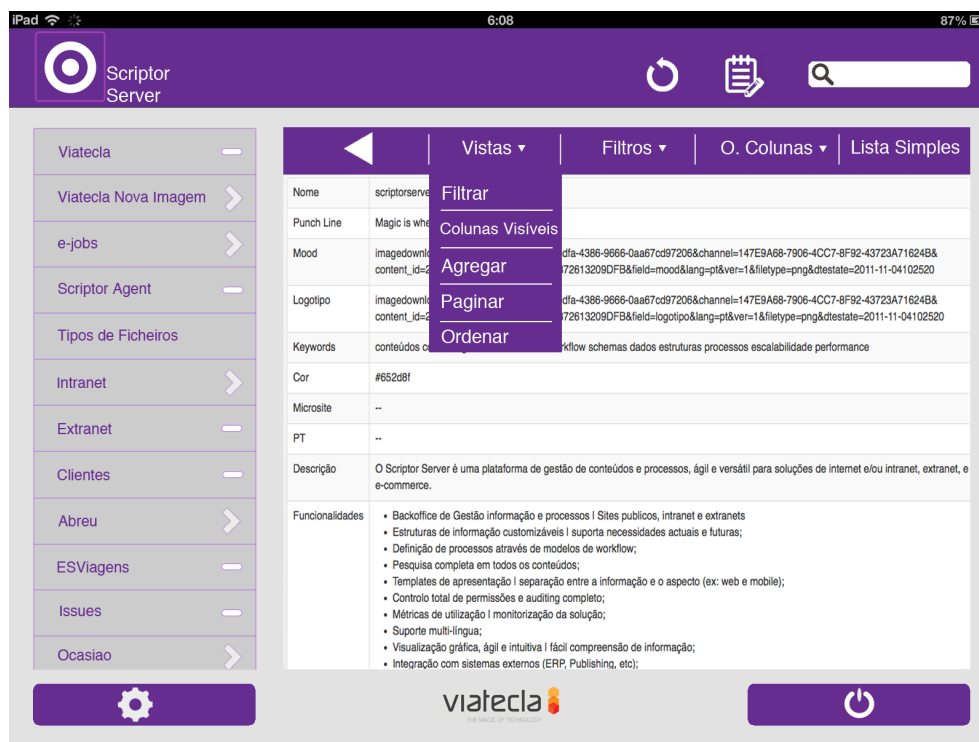 iPad 6:08 87%
Scriptor
Server
Vistas Filtros O. Colunas Lista Simples
Viatecla
Viatecla Nova Imagem
e-jobs
Scriptor Agent
Tipos de Ficheiros
Intranet
Extranet
Clientes
Abreu
ESViagens
Issues
Ocasiao
Filtrar
Colunas Visíveis
Agregar
Paginar
Ordenar
Nome
Punch Line Magic is
Mood dfa-4386-9666-0aa67cd97206&channel=147E9A68-7906-4CC7-8F92-43723A71624B&
372613209DFB&field=mood&lang=pt&ver=1&filetype=png&dtestate=2011-11-04102520
Logotipo dfa-4386-9666-0aa67cd97206&channel=147E9A68-7906-4CC7-8F92-43723A71624B&
72613209DFB&field=logotipo&lang=pt&ver=1&filetype=png&dtestate=2011-11-04102520
Keywords conteúdos schemas dados estruturas processos escalabilidade performance
Cor #652d8f
Microsite --
PT --
Descrição O Scriptor Server é uma plataforma de gestão de conteúdos e processos, ágil e versátil para soluções de internet e/ou intranet, extranet, e
e-commerce.
Funcionalidades • Backoffice de Gestão informação e processos | Sites publicos, intranet e extranets
• Estruturas de informação customizáveis | suporta necessidades actuais e futuras;
• Definição de processos através de modelos de workflow;
• Pesquisa completa em todos os conteúdos;
• Templates de apresentação | separação entre a informação e o aspecto (ex: web e mobile);
• Controlo total de permissões e auditing completo;
• Métricas de utilização | monitorização da solução;
• Suporte multi-língua;
• Visualização gráfica, ágil e intuitiva | fácil compreensão de informação;
• Integração com sistemas externos (ERP, Publishing, etc);
viatecla
THE MAGIC OF TECHNOLOGY